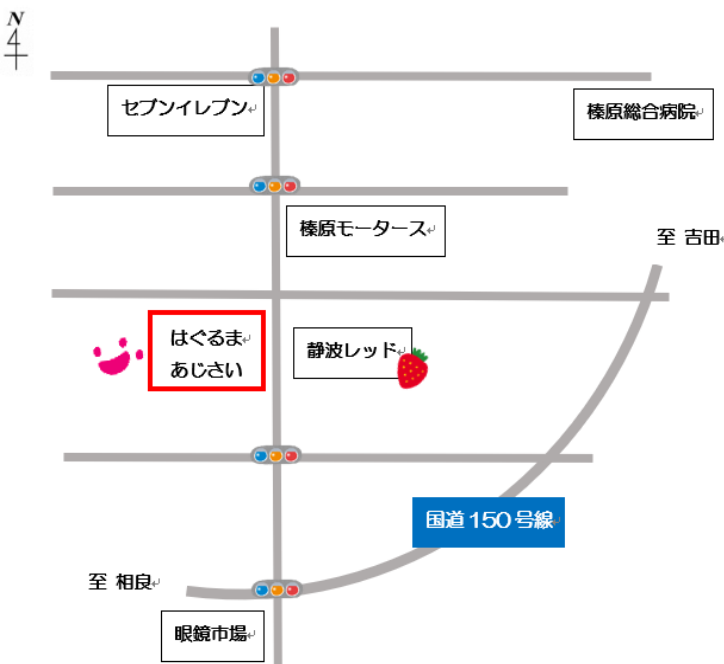 N
セブンイレブン
榛原総合病院
榛原モータース
至 吉田
はぐるま
あじさい
静波レッド
国道150号線
至 相良
眼鏡市場